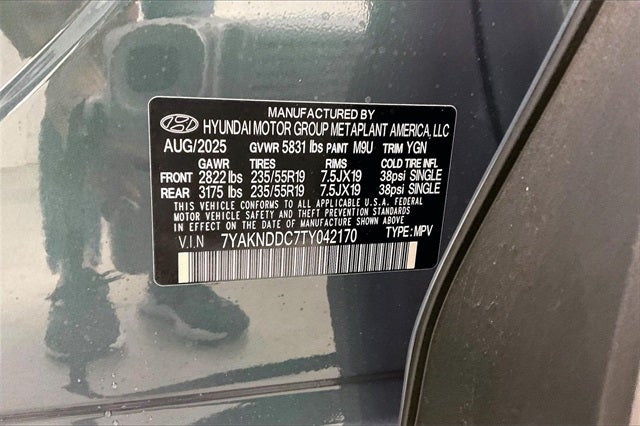 MANUFACTURED BY
HYUNDAI MOTOR GROUP METAPLANT AMERICA, LLC
AUG/2025 GVWR 5831 lbs PAINT M9U TRIM YGN
GAWR TIRES RIMS COLD TIRE INFL
FRONT 2822 lbs 235/55R19 7.5JX19 38psi SINGLE
REAR 3175 lbs 235/55R19 7.5JX19 38psi SINGLE
THIS VEHICLE CONFORMS TO ALL APPLICABLE U.S.A. FEDERAL
MOTOR VEHICLE SAFETY AND THEFT PREVENTION STANDARDS
IN EFFECT ON THE DATE OF MANUFACTURE SHOWN ABOVE.
V.I.N 7YAKNDDC7TY042170 TYPE: MPV